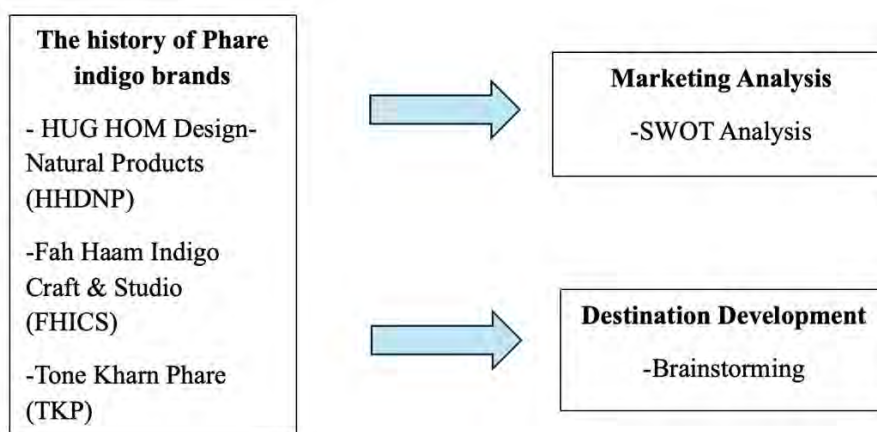 The history of Phare
indigo brands
- HUG HOM Design-
Natural Products
(HHDNP)
-Fah Haam Indigo
Craft & Studio
(FHICS)
-Tone Kharn Phare
(TKP)
Marketing Analysis
-SWOT Analysis
Destination Development
-Brainstorming